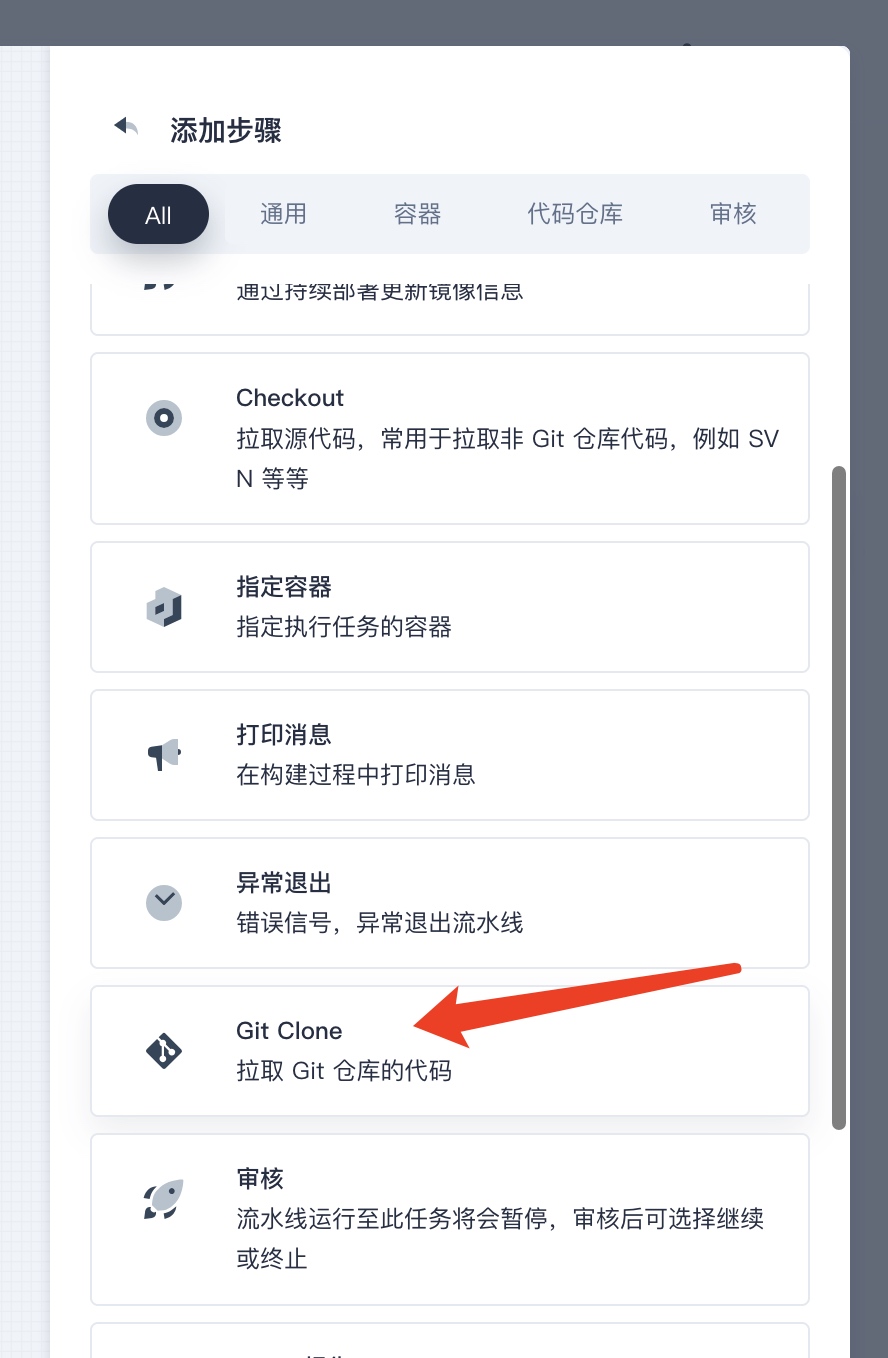 添加步骤
All
通用
容器
代码仓库
审核
通过持续部署更新镜像信息
Checkout
拉取源代码，常用于拉取非 Git 仓库代码，例如 SV
N 等等
指定容器
指定执行任务的容器
打印消息
在构建过程中打印消息
异常退出
错误信号，异常退出流水线
Git Clone
拉取 Git 仓库的代码
审核
流水线运行至此任务将会暂停，审核后可选择继续
或终止